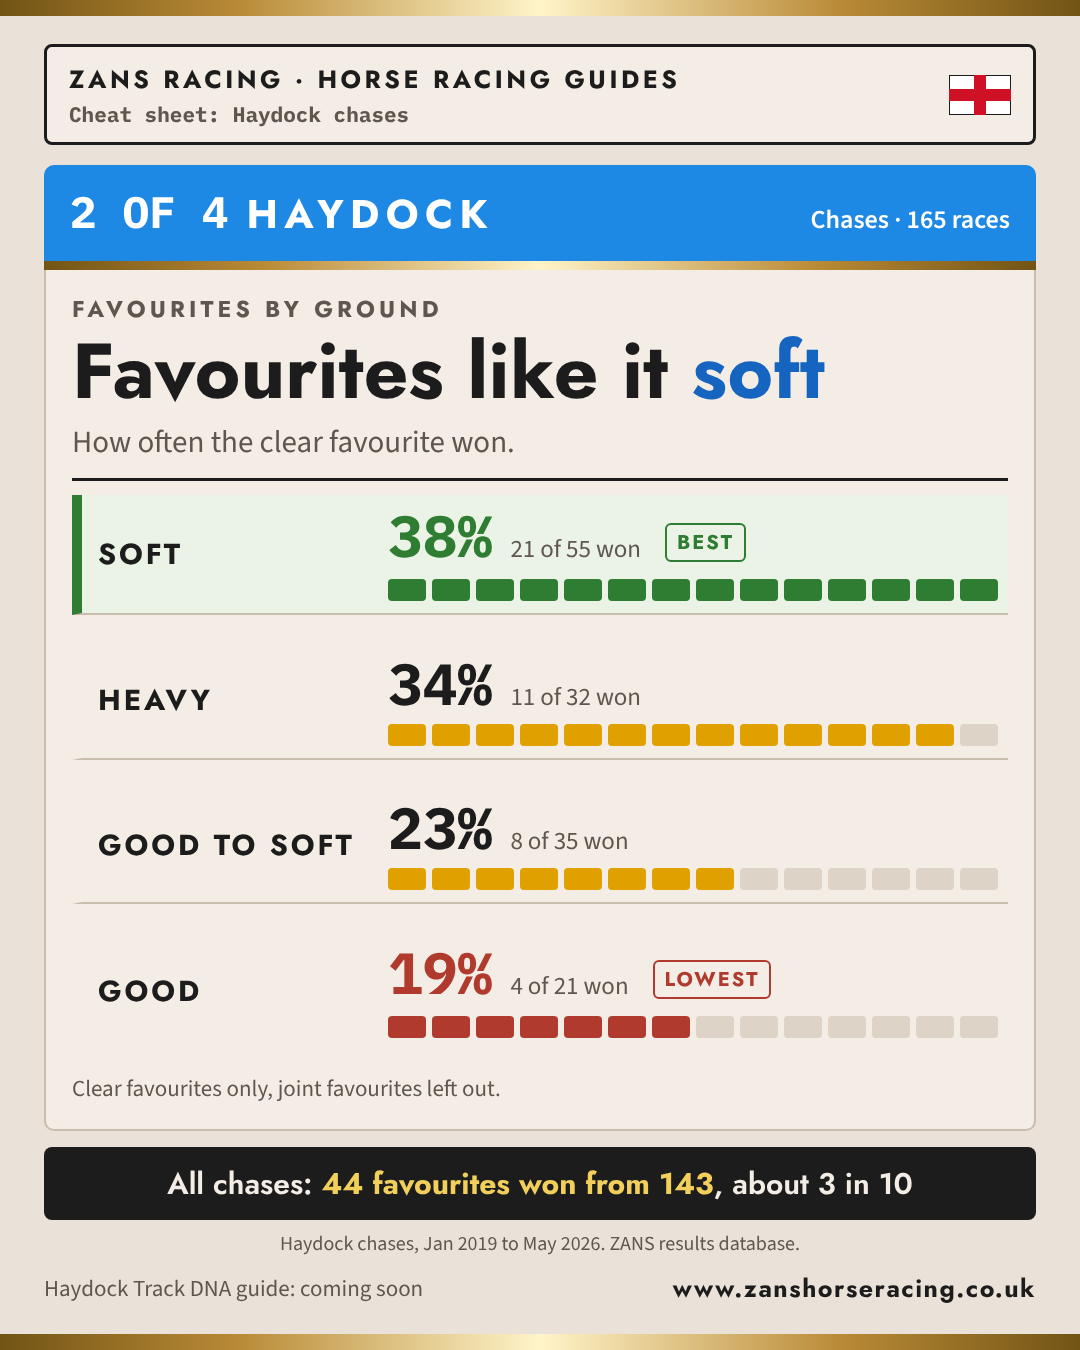 ZANS RACING · HORSE RACING GUIDES
Cheat sheet: Haydock chases
2 OF 4 HAYDOCK
Chases · 165 races
FAVOURITES BY GROUND
Favourites like it soft
How often the clear favourite won.
SOFT
38% 21 of 55 won BEST
HEAVY
34% 11 of 32 won
GOOD TO SOFT
23% 8 of 35 won
GOOD
19% 4 of 21 won LOWEST
Clear favourites only, joint favourites left out.
All chases: 44 favourites won from 143, about 3 in 10
Haydock chases, Jan 2019 to May 2026. ZANS results database.
Haydock Track DNA guide: coming soon
www.zanshorseracing.co.uk